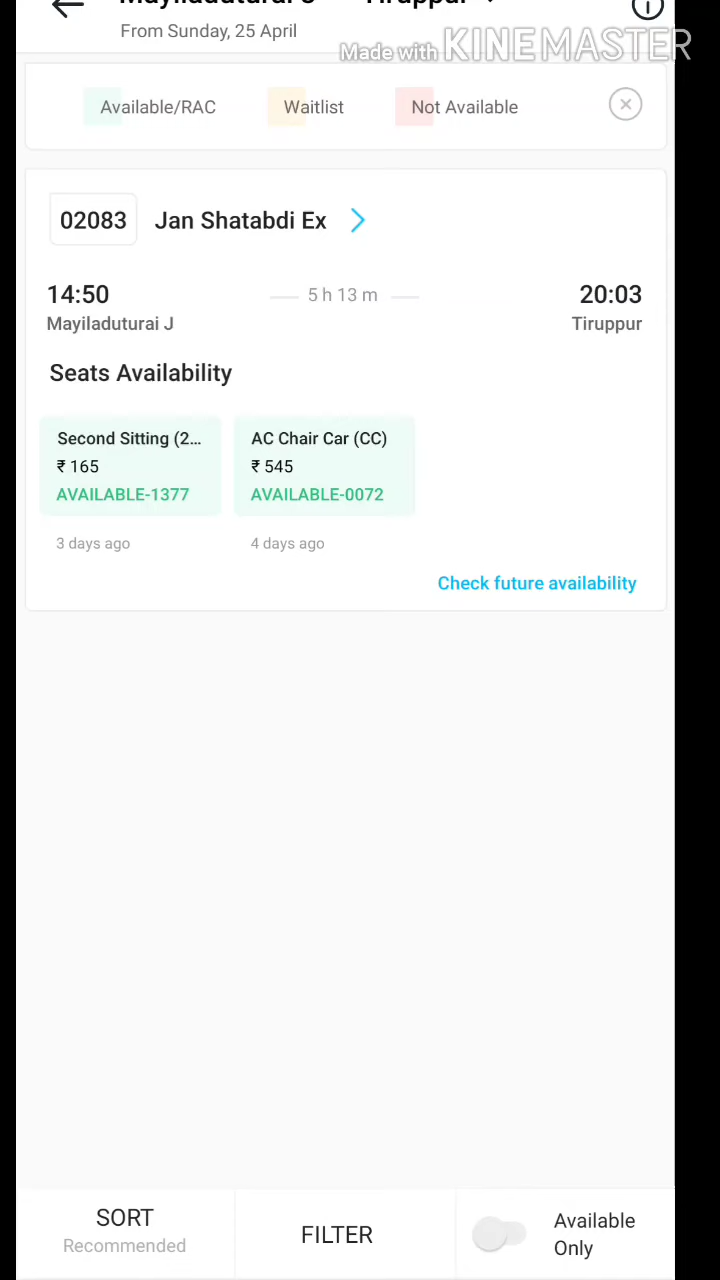 From Sunday, 25 April
Made with KINEMASTER
Available/RAC
Waitlist
Not Available
02083
Jan Shatabdi Ex
14:50
5 h 13 m
20:03
Mayiladuturai J
Tiruppur
Seats Availability
Second Sitting (2...
AC Chair Car (CC)
₹ 165
₹ 545
AVAILABLE-1377
AVAILABLE-0072
3 days ago
4 days ago
Check future availability
SORT
Recommended
FILTER
Available
Only